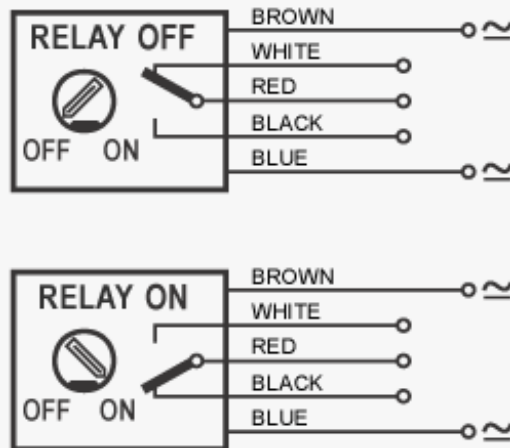 RELAY OFF
OFF ON
BROWN
WHITE
RED
BLACK
BLUE
RELAY ON
OFF ON
BROWN
WHITE
RED
BLACK
BLUE